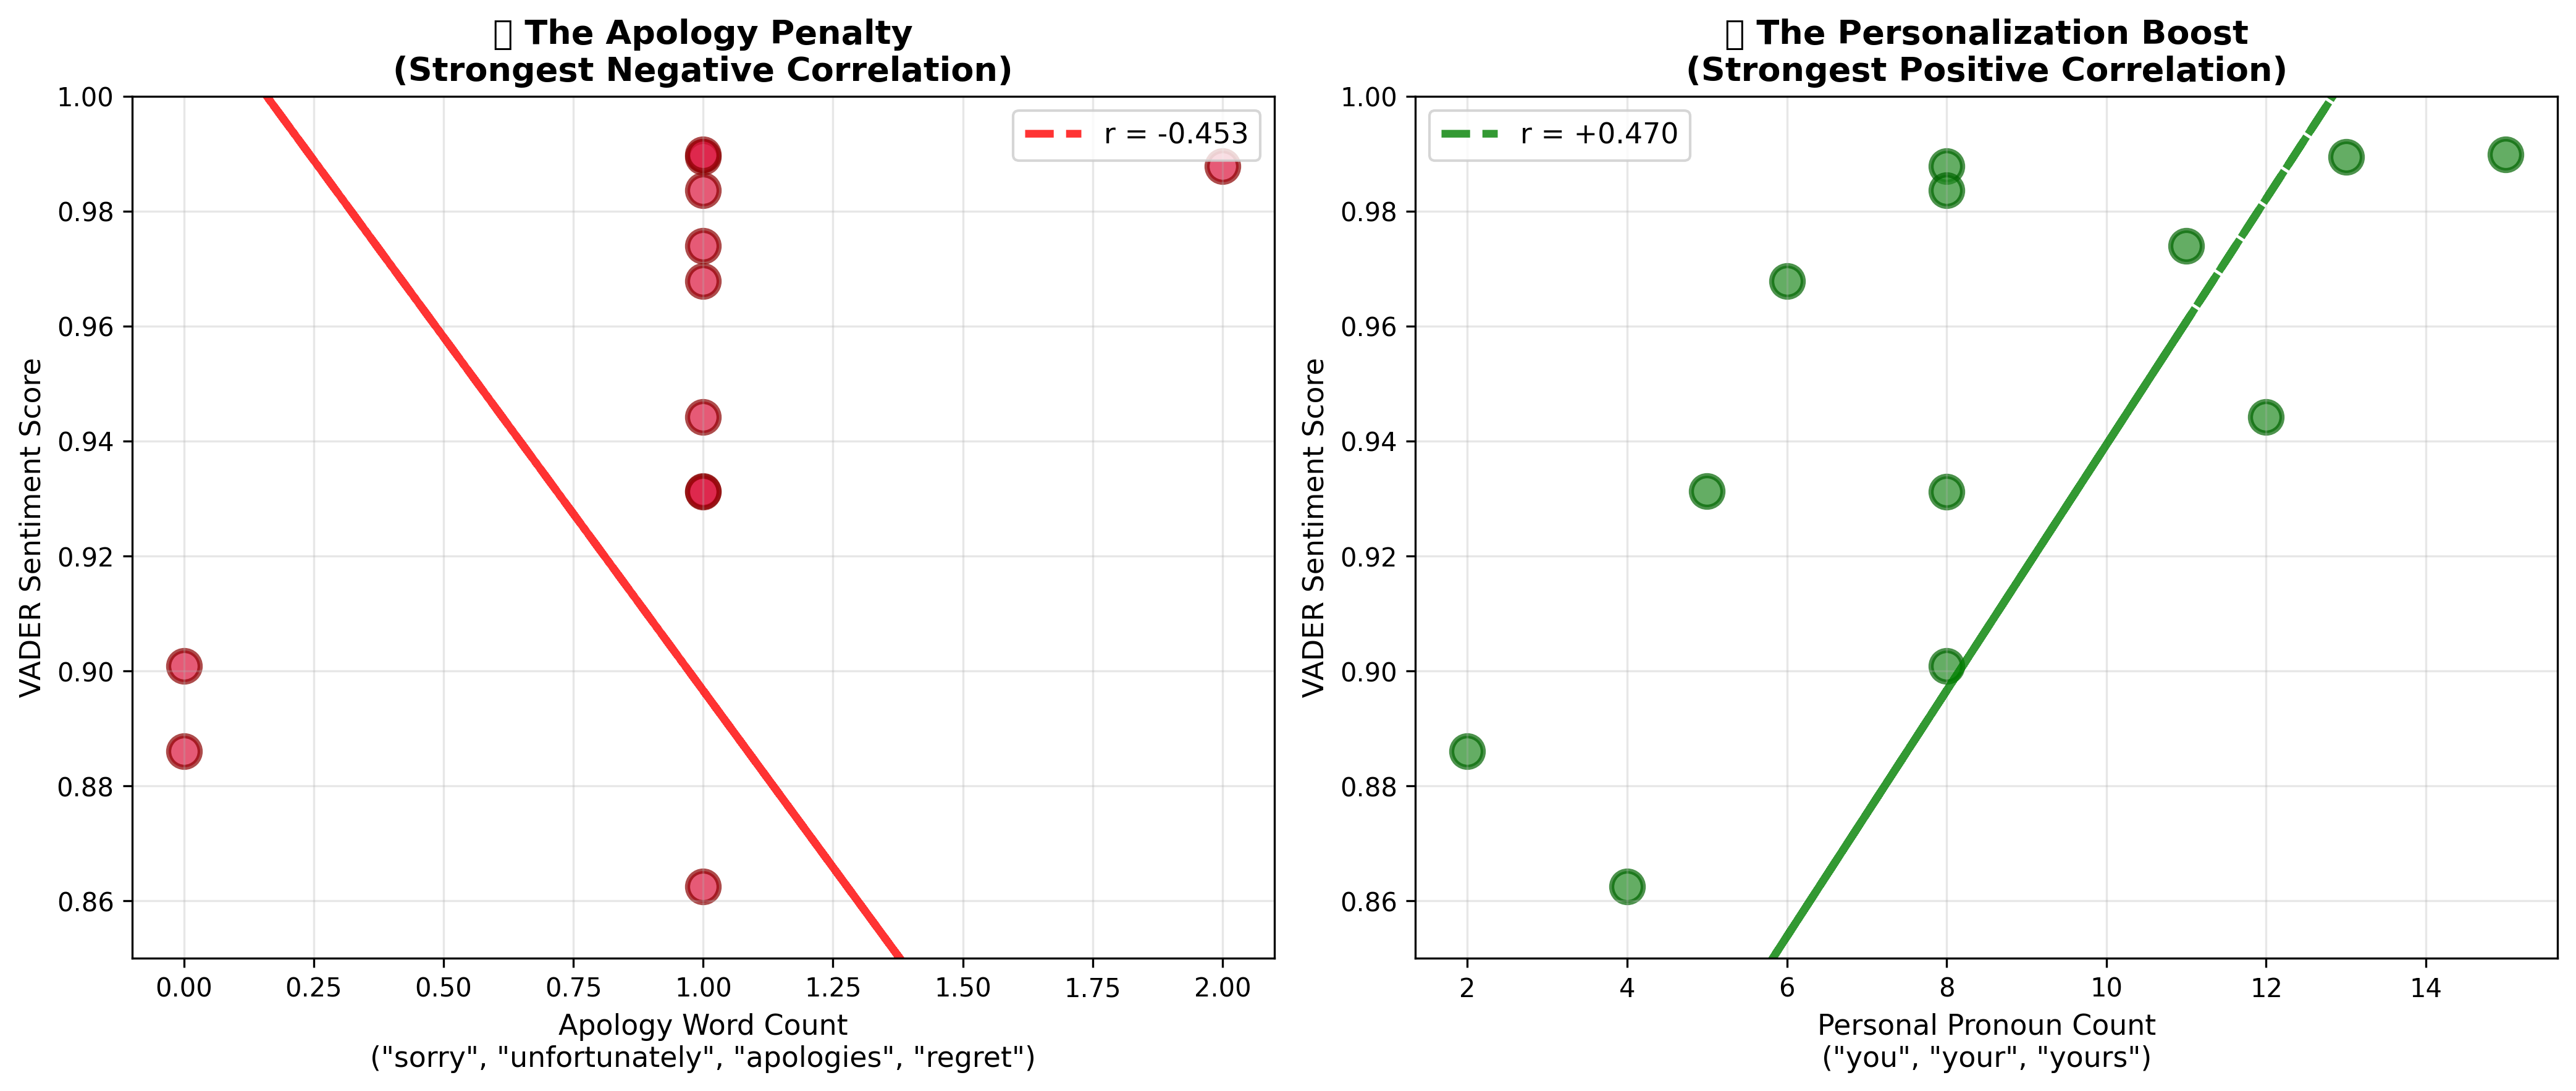 The Apology Penalty
(Strongest Negative Correlation)
r = -0.453
1.00
0.98
0.96
0.94
0.92
0.90
0.88
0.86
VADER Sentiment Score
0.00 0.25 0.50 0.75 1.00 1.25 1.50 1.75 2.00
Apology Word Count
("sorry", "unfortunately", "apologies", "regret")
The Personalization Boost
(Strongest Positive Correlation)
r = +0.470
1.00
0.98
0.96
0.94
0.92
0.90
0.88
0.86
VADER Sentiment Score
2 4 6 8 10 12 14
Personal Pronoun Count
("you", "your", "yours")